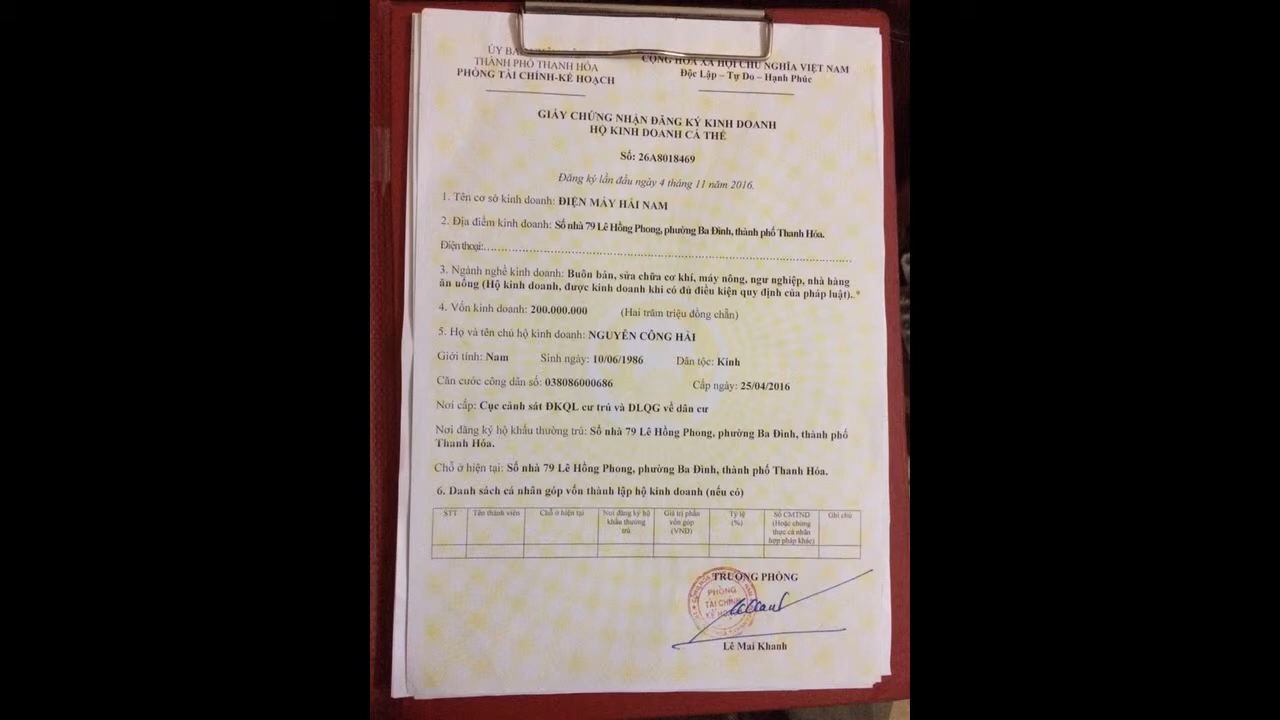 ỦY BAN
THÀNH PHỐ THANH HÓA
PHÒNG TÀI CHÍNH-KẾ HOẠCH
CỘNG HÒA XÃ HỘI CHỦ NGHĨA VIỆT NAM
Độc Lập – Tự Do – Hạnh Phúc
GIẤY CHỨNG NHẬN ĐĂNG KÝ KINH DOANH
HỘ KINH DOANH CÁ THỂ
Số: 26A8018469
Đăng ký lần đầu ngày 4 tháng 11 năm 2016.
1. Tên cơ sở kinh doanh: ĐIỆN MÁY HẢI NAM
2. Địa điểm kinh doanh: Số nhà 79 Lê Hồng Phong, phường Ba Đình, thành phố Thanh Hóa.
Điện thoại:....................................................................................
3. Ngành nghề kinh doanh: Buôn bán, sửa chữa cơ khí, máy nông, ngư nghiệp, nhà hàng
ăn uống (Hộ kinh doanh, được kinh doanh khi có đủ điều kiện quy định của pháp luật)..*
4. Vốn kinh doanh: 200.000.000 (Hai trăm triệu đồng chẵn)
5. Họ và tên chủ hộ kinh doanh: NGUYỄN CÔNG HẢI
Giới tính: Nam Sinh ngày: 10/06/1986 Dân tộc: Kinh
Căn cước công dân số: 038086000686 Cấp ngày: 25/04/2016
Nơi cấp: Cục cảnh sát ĐKQL cư trú và DLQG về dân cư
Nơi đăng ký hộ khẩu thường trú: Số nhà 79 Lê Hồng Phong, phường Ba Đình, thành phố
Thanh Hóa.
Chỗ ở hiện tại: Số nhà 79 Lê Hồng Phong, phường Ba Đình, thành phố Thanh Hóa.
6. Danh sách cá nhân góp vốn thành lập hộ kinh doanh (nếu có)
STT
Tên thành viên
Chỗ ở hiện tại
Nơi đăng ký hộ
khẩu thường
trú
Giá trị phần
vốn góp
(VNĐ)
Tỷ lệ
(%)
Số CMTND
(Hoặc chứng
thực cá nhân
hợp pháp khác)
Ghi chú
TRƯỞNG PHÒNG
PHÒNG
TÀI CHÍNH
KẾ
Lê Mai Khanh